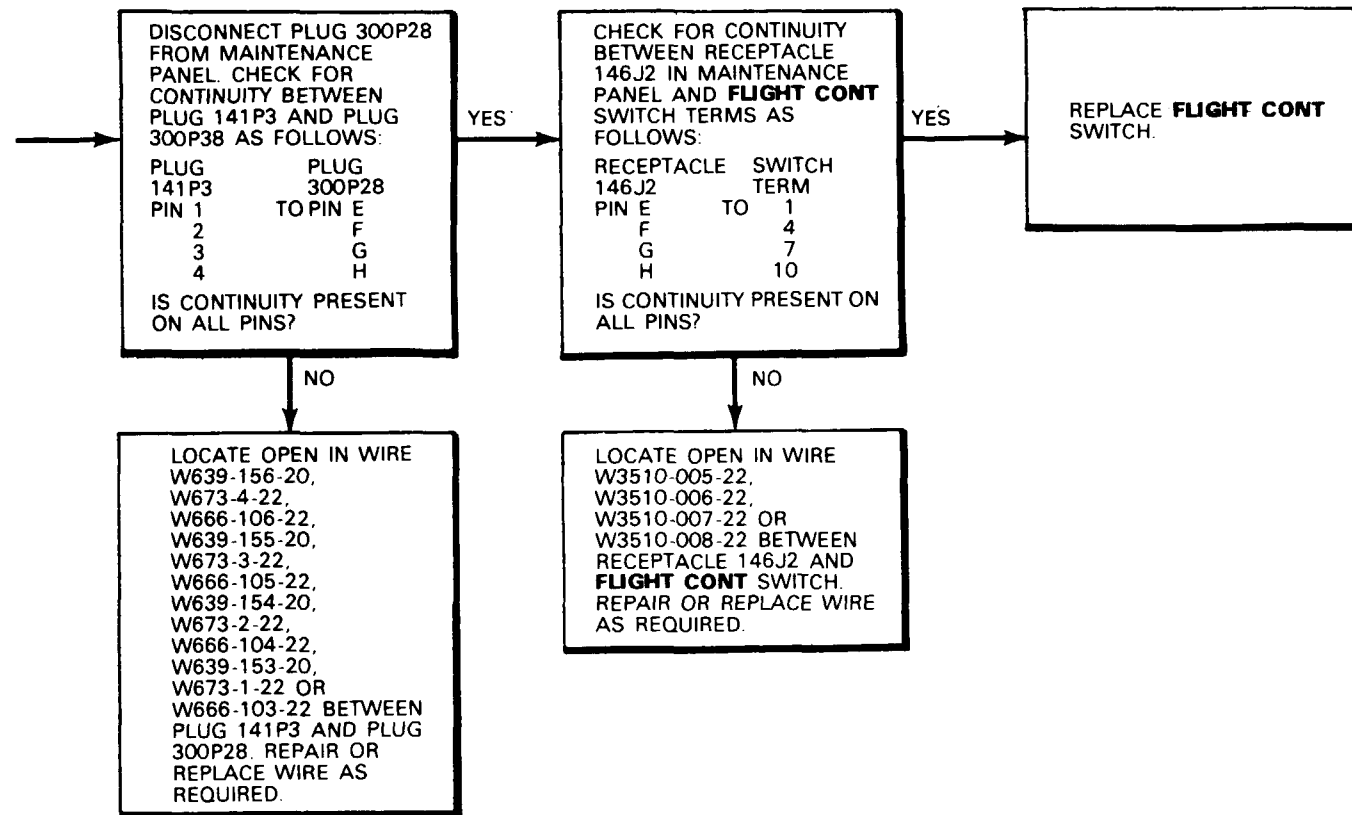 DISCONNECT PLUG 300P28
FROM MAINTENANCE
PANEL. CHECK FOR
CONTINUITY BETWEEN
PLUG 141P3 AND PLUG
300P38 AS FOLLOWS:
PLUG PLUG
141P3 300P28
PIN 1 TO PIN E
2 F
3 G
4 H
IS CONTINUITY PRESENT
ON ALL PINS?
YES
NO
CHECK FOR CONTINUITY
BETWEEN RECEPTACLE
146J2 IN MAINTENANCE
PANEL AND FLIGHT CONT
SWITCH TERMS AS
FOLLOWS:
RECEPTACLE SWITCH
146J2 TERM
PIN E TO 1
F 4
G 7
H 10
IS CONTINUITY PRESENT ON
ALL PINS?
YES
NO
REPLACE FLIGHT CONT
SWITCH.
LOCATE OPEN IN WIRE
W639-156-20,
W673-4-22,
W666-106-22,
W639-155-20,
W673-3-22,
W666-105-22,
W639-154-20,
W673-2-22,
W666-104-22,
W639-153-20,
W673-1-22 OR
W666-103-22 BETWEEN
PLUG 141P3 AND PLUG
300P28. REPAIR OR
REPLACE WIRE AS
REQUIRED.
LOCATE OPEN IN WIRE
W3510-005-22,
W3510-006-22,
W3510-007-22 OR
W3510-008-22 BETWEEN
RECEPTACLE 146J2 AND
FLIGHT CONT SWITCH.
REPAIR OR REPLACE WIRE
AS REQUIRED.